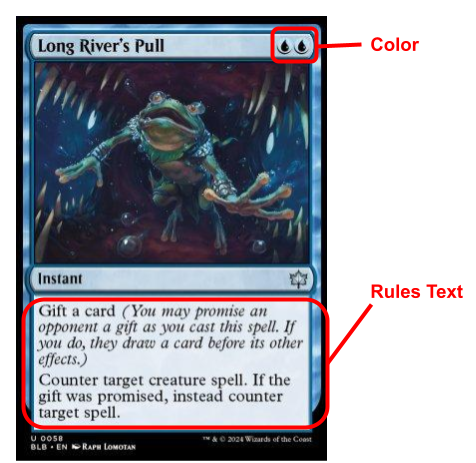 Long River's Pull
Color
Instant
Rules Text
Gift a card (You may promise an
opponent a gift as you cast this spell. If
you do, they draw a card before its other
effects.)
Counter target creature spell. If the
gift was promised, instead counter
target spell.
U 0058
BLB • EN Raph Lomotan
™ & © 2024 Wizards of the Coast